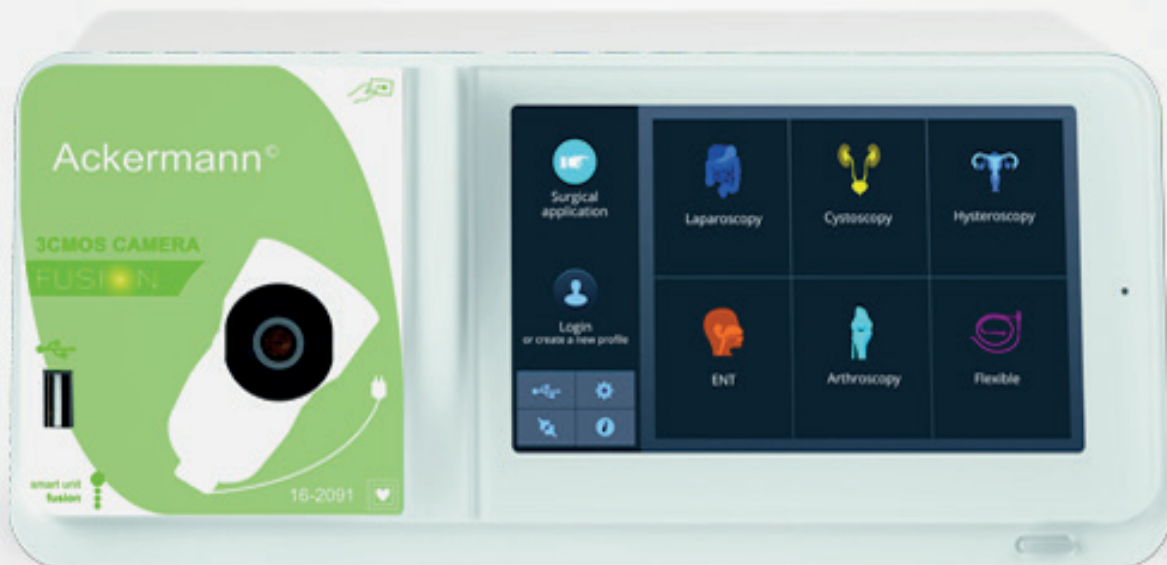 Ackermann©
3CMOS CAMERA
FUSION
smart unit
fusion
16-2091
Surgical
application
Login
or create a new profile
Laparoscopy
Cystoscopy
Hysteroscopy
ENT
Arthroscopy
Flexible